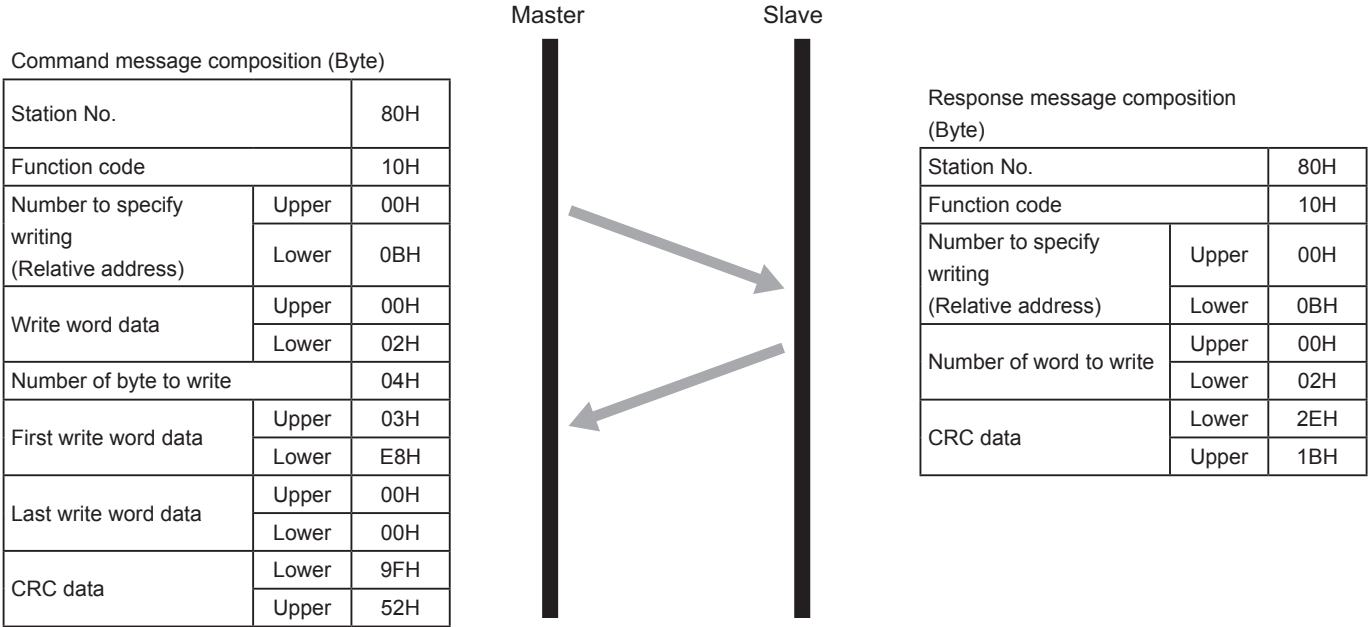 Master Slave
Command message composition (Byte)
Station No. 80H
Function code 10H
Number to specify
writing
(Relative address)
Upper 00H
Lower 0BH
Write word data
Upper 00H
Lower 02H
Number of byte to write 04H
First write word data
Upper 03H
Lower E8H
Last write word data
Upper 00H
Lower 00H
CRC data
Lower 9FH
Upper 52H
Response message composition
(Byte)
Station No. 80H
Function code 10H
Number to specify
writing
(Relative address)
Upper 00H
Lower 0BH
Number of word to write
Upper 00H
Lower 02H
CRC data
Lower 2EH
Upper 1BH